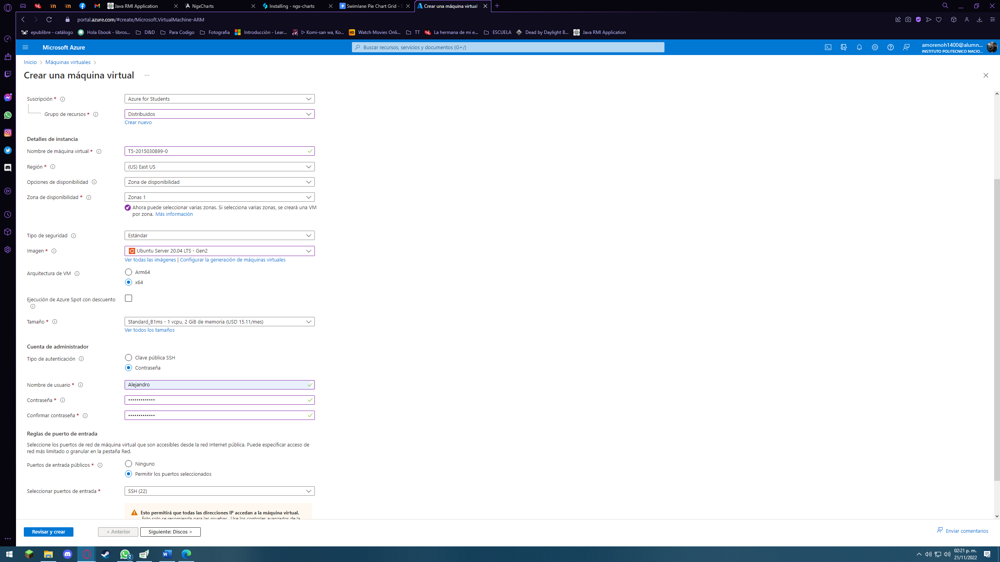 Java RMI Application
NgxCharts
Installing - ngx-charts
Swimlane Pie Chart Grid - S
Crear una máquina virtual -
portal.azure.com/#create/Microsoft.VirtualMachine-ARM
epublibre - catálogo
Hola Ebook - libros...
D&D
Para Codigo
Fotografia
Introducción - Lear...
▷ Komi-san wa, Ko...
HD
Watch Movies Onli...
TT
La hermana de mi e...
ESCUELA
Dead by Daylight B...
Java RMI Application
Microsoft Azure
Buscar recursos, servicios y documentos (G+/)
amorenoh1400@alumn...
INSTITUTO POLITECNICO NACIO...
Inicio > Máquinas virtuales >
Crear una máquina virtual ...
Suscripción * Azure for Students
Grupo de recursos * Distribuidos
Crear nuevo
Detalles de instancia
Nombre de máquina virtual * T5-2015030899-0
Región * (US) East US
Opciones de disponibilidad Zona de disponibilidad
Zona de disponibilidad * Zonas 1
Ahora puede seleccionar varias zonas. Si selecciona varias zonas, se creará una VM
por zona. Más información
Tipo de seguridad Estándar
Imagen * Ubuntu Server 20.04 LTS - Gen2
Ver todas las imágenes | Configurar la generación de máquinas virtuales
Arquitectura de VM Arm64
x64
Ejecución de Azure Spot con descuento
Tamaño * Standard_B1ms - 1 vcpu, 2 GiB de memoria (USD 15.11/mes)
Ver todos los tamaños
Cuenta de administrador
Tipo de autenticación Clave pública SSH
Contraseña
Nombre de usuario * Alejandro
Contraseña * •••••••••••••
Confirmar contraseña * •••••••••••••
Reglas de puerto de entrada
Seleccione los puertos de red de máquina virtual que son accesibles desde la red Internet pública. Puede especificar acceso de
red más limitado o granular en la pestaña Red.
Puertos de entrada públicos * Ninguno
Permitir los puertos seleccionados
Seleccionar puertos de entrada * SSH (22)
Esto permitirá que todas las direcciones IP accedan a la máquina virtual.
Esto solo se recomienda para las pruebas. Use los controles avanzados de la
Revisar y crear
< Anterior
Siguiente: Discos >
Enviar comentarios
2
02:21 p. m.
21/11/2022